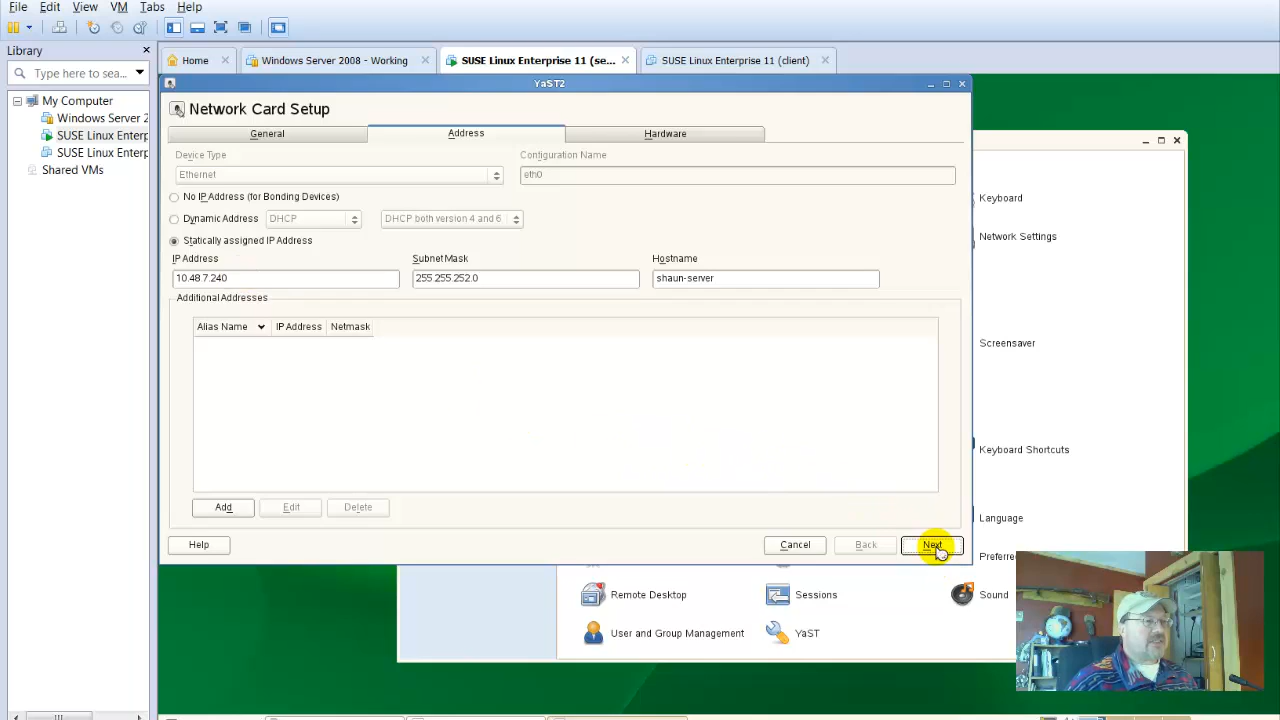 File Edit View VM Tabs Help
Library
Type here to sea...
My Computer
Windows Server 2
SUSE Linux Enterp
SUSE Linux Enterp
Shared VMs
Home
Windows Server 2008 - Working
SUSE Linux Enterprise 11 (se...
SUSE Linux Enterprise 11 (client)
YaST2
Network Card Setup
General
Address
Hardware
Device Type
Configuration Name
Ethernet
eth0
No IP Address (for Bonding Devices)
Dynamic Address
DHCP
DHCP both version 4 and 6
Statically assigned IP Address
IP Address
Subnet Mask
Hostname
10.48.7.240
255.255.252.0
shaun-server
Additional Addresses
Alias Name
IP Address
Netmask
Add
Edit
Delete
Help
Cancel
Back
Next
Keyboard
Network Settings
Screensaver
Keyboard Shortcuts
Language
Prefere
Remote Desktop
Sessions
Sound
User and Group Management
YaST